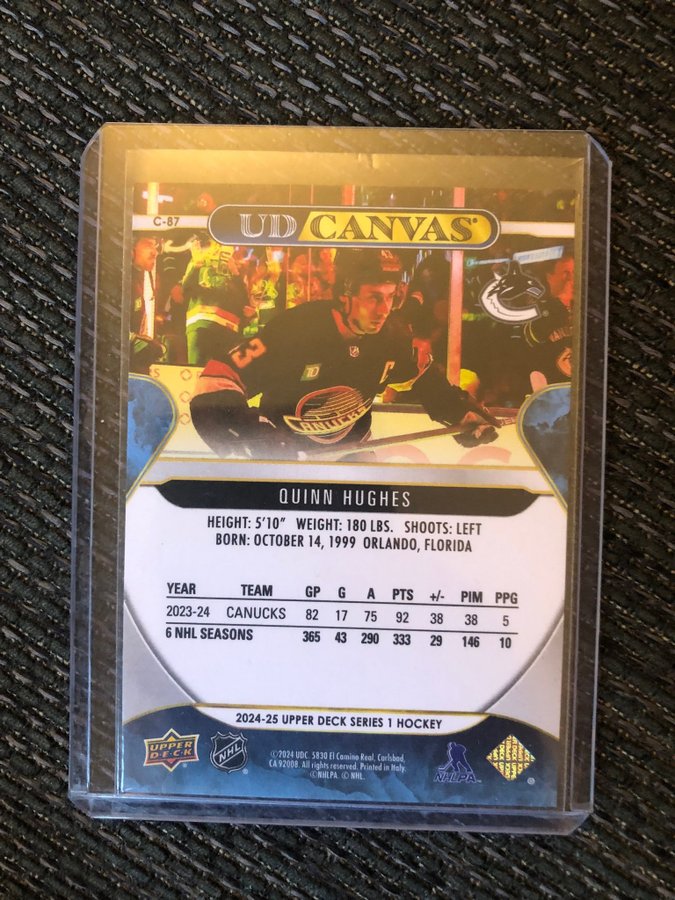 C-87
UD CANVAS
3
TD
C
CANUCKS
QUINN HUGHES
HEIGHT: 5'10" WEIGHT: 180 LBS. SHOOTS: LEFT
BORN: OCTOBER 14, 1999 ORLANDO, FLORIDA
YEAR TEAM GP G A PTS +/- PIM PPG
2023-24 CANUCKS 82 17 75 92 38 38 5
6 NHL SEASONS 365 43 290 333 29 146 10
2024-25 UPPER DECK SERIES 1 HOCKEY
UPPER DECK
NHL
©2024 UDC. 5830 El Camino Real, Carlsbad,
CA 92008. All rights reserved. Printed in Italy.
©NHLPA. © NHL.
NHLPA
®